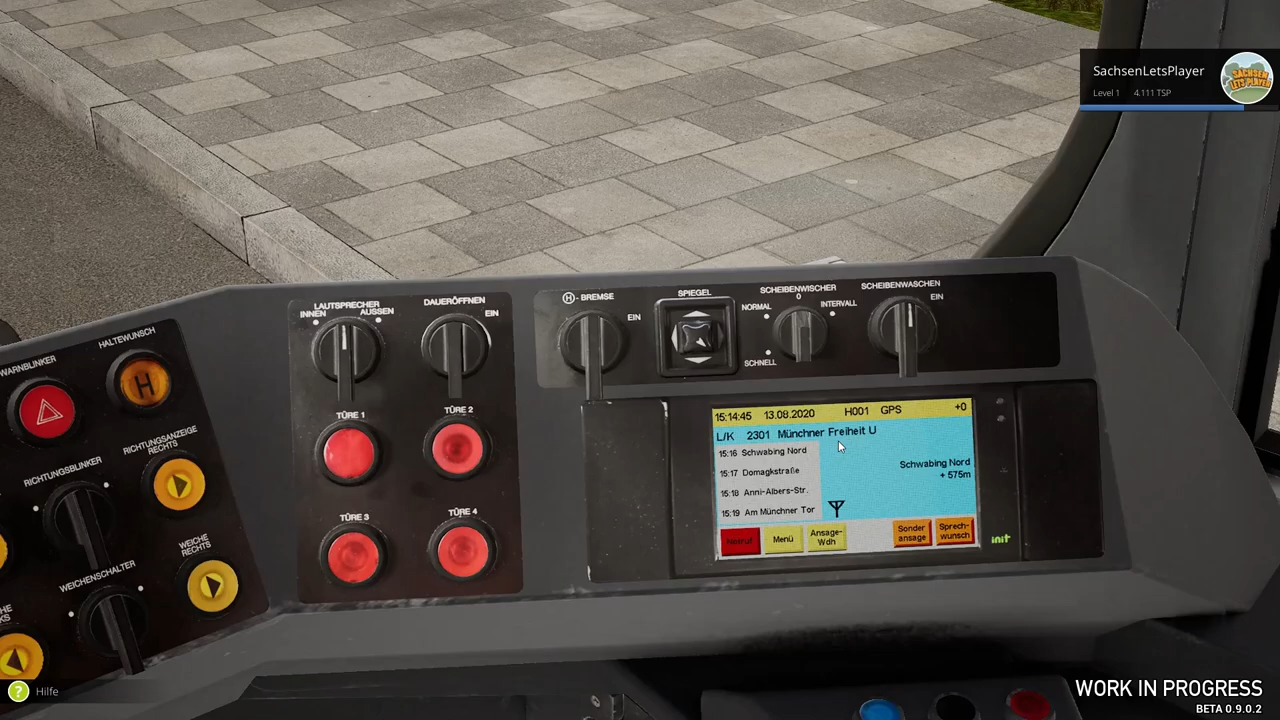 SachsenLetsPlayer
Level 1 4.111 TSP
SACHSEN
LETS PLAYER
WARNBLINKER
HALTEWUNSCH
H
RICHTUNGSBLINKER
RICHTUNGSANZEIGE
RECHTS
WEICHENSCHALTER
WEICHE
RECHTS
LAUTSPRECHER
INNEN AUSSEN
DAUERÖFFNEN
EIN
TÜRE 1
TÜRE 2
TÜRE 3
TÜRE 4
H - BREMSE
EIN
SPIEGEL
SCHEIBENWISCHER
NORMAL 0 INTERVALL
SCHNELL
SCHEIBENWASCHEN
EIN
15:14:45 13.08.2020 H001 GPS +0
L/K 2301 Münchner Freiheit U
15:16 Schwabing Nord
15:17 Domagkstraße
15:18 Anni-Albers-Str.
15:19 Am Münchner Tor
Schwabing Nord
+ 575m
Notruf
Menü
Ansage-
Wdh
Sonder
ansage
Sprech-
wunsch
init
? Hilfe
WORK IN PROGRESS
BETA 0.9.0.2